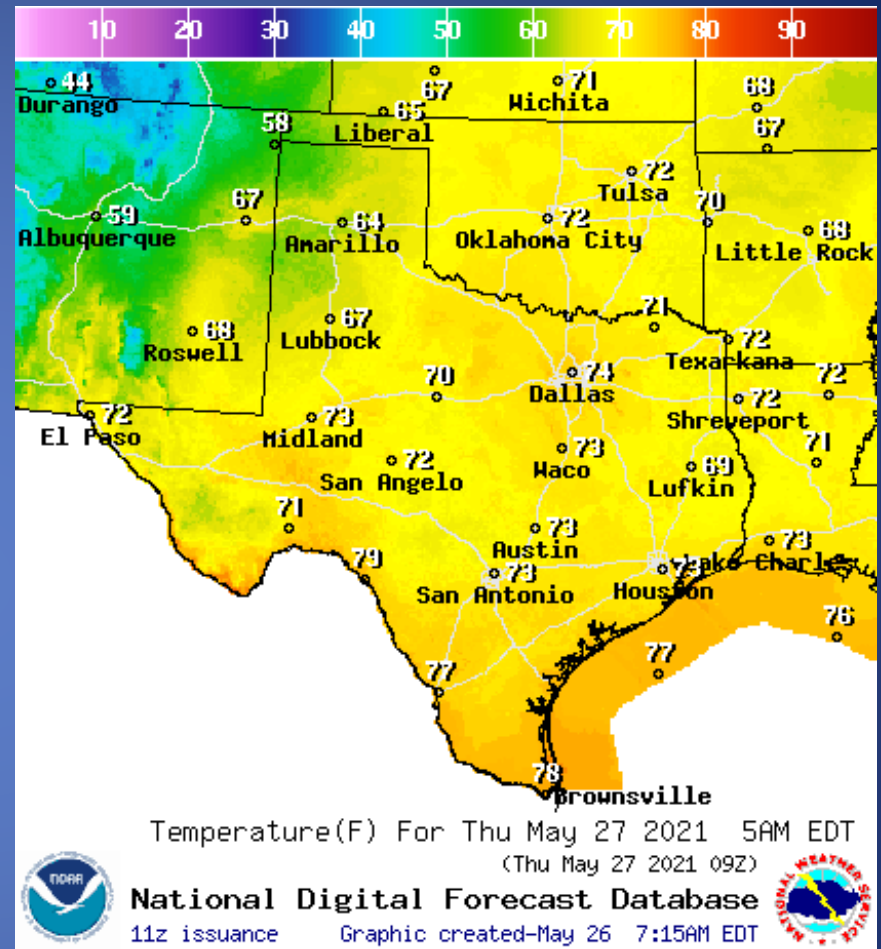 10 20 30 40 50 60 70 80 90
44
Durango
67
71
Wichita
65
Liberal
68
67
58
72
Tulsa
59
Albuquerque
67
64
Amarillo
72
Oklahoma City
70
68
Little Rock
68
Roswell
67
Lubbock
71
72
Texarkana
74
Dallas
70
72
Shreveport
72
72
El Paso
73
Midland
72
San Angelo
73
Waco
69
Lufkin
71
71
73
Austin
73
Lake Charles
79
73
San Antonio
73
Houston
76
77
77
78
Brownsville
Temperature(F) For Thu May 27 2021 5AM EDT
(Thu May 27 2021 09Z)
NOAA
National Digital Forecast Database
NATIONAL WEATHER SERVICE
11z issuance Graphic created-May 26 7:15AM EDT